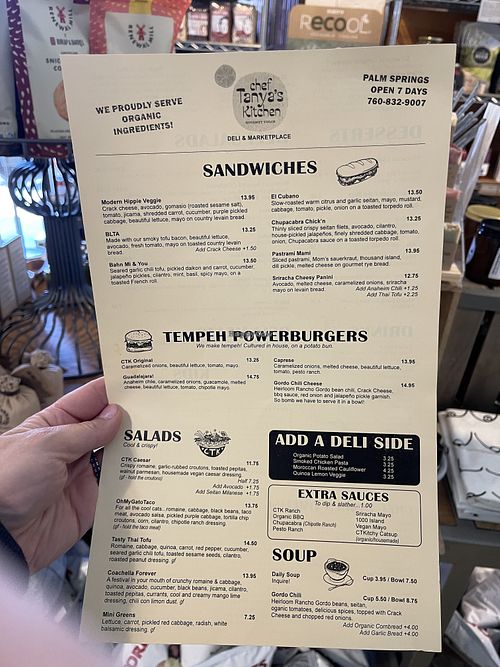 RECOOL
chef
Tanya's
Kitchen
DELI & MARKETPLACE
WE PROUDLY SERVE
ORGANIC
INGREDIENTS!
PALM SPRINGS
OPEN 7 DAYS
760-832-9007
SANDWICHES
Modern Hippie Veggie 13.95
Crack cheese, avocado, gomasio (roasted sesame salt),
tomato, jicama, shredded carrot, cucumber, purple pickled
cabbage, beautiful lettuce, mayo on country levain bread.
BLTA 13.25
Made with our smoky tofu bacon, beautiful lettuce,
avocado, fresh tomato, mayo on toasted country levain
bread. Add Crack Cheese +1.50
Bahn Mi & You 13.50
Seared garlic chili tofu, pickled daikon and carrot, cucumber,
jalapeño pickles, cilantro, mint, basil, spicy mayo, on a
toasted French roll.
El Cubano 13.50
Slow-roasted warm citrus and garlic seitan, mayo, mustard,
cabbage, tomato, pickle, onion on a toasted torpedo roll.
Chupacabra Chick'n 13.25
Thinly sliced crispy seitan filets, avocado, cilantro,
house-pickled jalapeños, finely shredded cabbage, tomato,
onion, Chupacabra sauce on a toasted torpedo roll.
Pastrami Mami 13.95
Sliced pastrami, Mom's sauerkraut, thousand island,
dill pickle, melted cheese on gourmet rye bread.
Sriracha Cheesy Panini 12.75
Avocado, melted cheese, caramelized onions, sriracha
mayo on levain bread. Add Anaheim Chili +1.25
Add Thai Tofu +2.25
TEMPEH POWERBURGERS
We make tempeh! Cultured in house, on a potato bun.
CTK Original 13.25
Caramelized onions, beautiful lettuce, tomato, mayo.
Guadalajara! 14.75
Anaheim chile, caramelized onions, guacamole, melted
cheese, beautiful lettuce, tomato, chipotle mayo.
Caprese 13.95
Caramelized onions, melted cheese, beautiful lettuce,
tomato, pesto ranch.
Gordo Chili Cheese 14.95
Heirloom Rancho Gordo bean chili, Crack Cheese,
bbq sauce, red onion and jalapeño pickle garnish.
So bomb we have to serve it in a bowl!
SALADS
Cool & crispy!
CTK
CTK Caesar 11.75
Crispy romaine, garlic-rubbed croutons, toasted pepitas,
walnut parmesan, housemade vegan caesar dressing.
(gf - hold the croutons) Half 7.25
Add Avocado +1.75
Add Seitan Milanese +1.75
OhMyGatoTaco 13.75
For all the cool cats.. romaine, cabbage, black beans, taco
meat, avocado salsa, pickled purple cabbage, tortilla chip
croutons, corn, cilantro, chipotle ranch dressing.
(gf - hold the taco meat)
Tasty Thai Tofu 14.50
Romaine, cabbage, quinoa, carrot, red pepper, cucumber,
seared garlic chili tofu, toasted sesame seeds, cilantro,
roasted peanut dressing. gf
Coachella Forever 13.95
A festival in your mouth of crunchy romaine & cabbage,
quinoa, avocado, cucumber, black beans, jicama, cilantro,
toasted pepitas, currants, cool and creamy mango lime
dressing, chili con limon dust. gf
Mini Greens 7.25
Lettuce, carrot, pickled red cabbage, radish, white
balsamic dressing. gf
ADD A DELI SIDE
Organic Potato Salad 3.25
Smoked Chicken Pasta 3.25
Moroccan Roasted Cauliflower 4.25
Quinoa Lemon Veggie 3.25
EXTRA SAUCES
To dip & slather...1.00
CTK Ranch
Organic BBQ
Chupacabra (Chipotle Ranch)
Pesto Ranch
Sriracha Mayo
1000 Island
Vegan Mayo
CTKitchy Catsup
(organic/housemade)
SOUP
Daily Soup Cup 3.95 / Bowl 7.50
Inquire!
Gordo Chili Cup 5.50 / Bowl 8.75
Heirloom Rancho Gordo beans, seitan,
organic tomatoes, delicious spices, topped with Crack
Cheese and chopped red onions.
Add Organic Cornbread +4.00
Add Garlic Bread +4.00